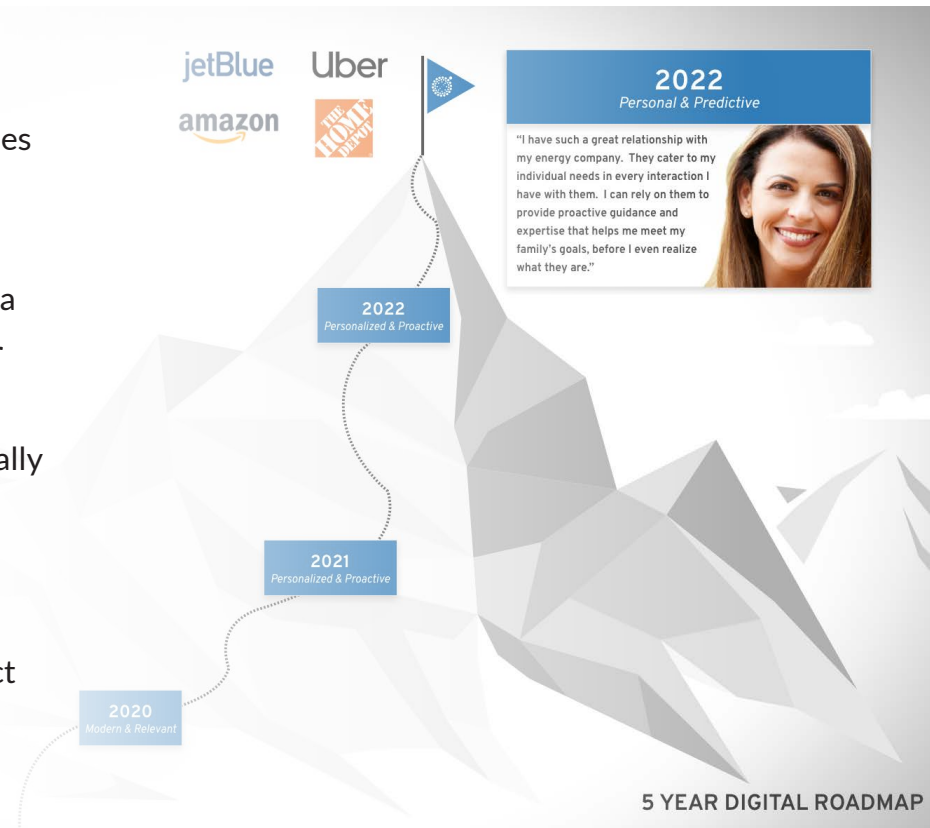 es
a
.
ally
ct
jetBlue
Uber
amazon
THE
HOME
DEPOT
2022
Personal & Predictive
"I have such a great relationship with
my energy company. They cater to my
individual needs in every interaction I
have with them. I can rely on them to
provide proactive guidance and
expertise that helps me meet my
family's goals, before I even realize
what they are."
2022
Personalized & Proactive
2021
Personalized & Proactive
2020
Modern & Relevant
5 YEAR DIGITAL ROADMAP